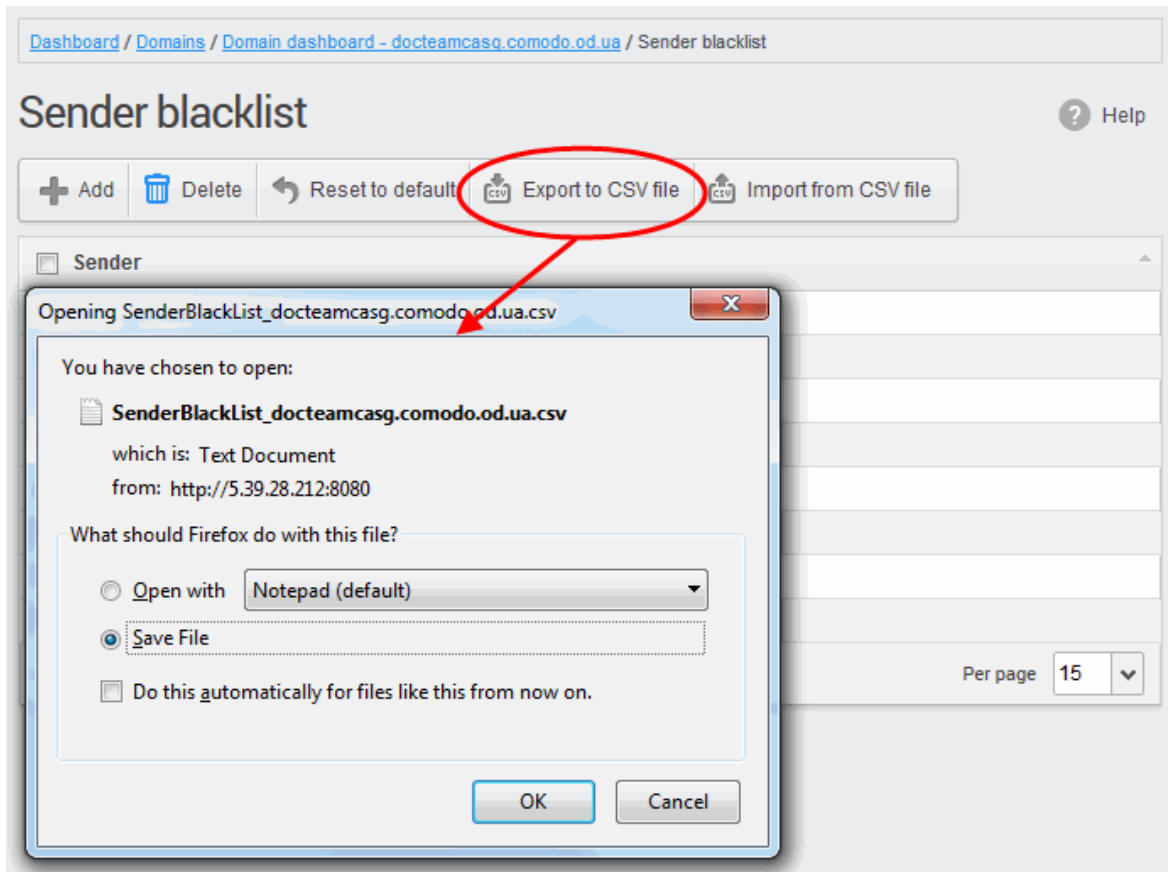 Dashboard / Domains / Domain dashboard - docteamcasg.comodo.od.ua / Sender blacklist
Sender blacklist
? Help
Add Delete Reset to default CSV Export to CSV file CSV Import from CSV file
Sender
Opening SenderBlackList_docteamcasg.comodo.od.ua.csv
You have chosen to open:
SenderBlackList_docteamcasg.comodo.od.ua.csv
which is: Text Document
from: http://5.39.28.212:8080
What should Firefox do with this file?
Open with Notepad (default)
Save File
Do this automatically for files like this from now on.
Per page 15
OK Cancel